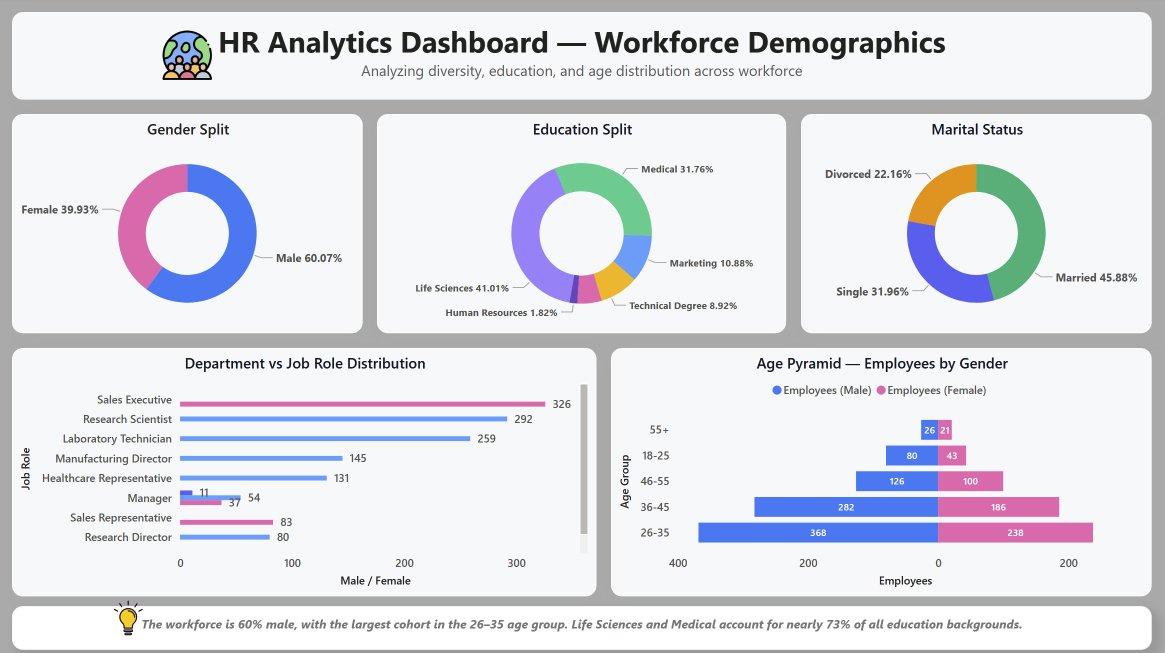 HR Analytics Dashboard — Workforce Demographics
Analyzing diversity, education, and age distribution across workforce
Gender Split
Female 39.93%
Male 60.07%
Education Split
Medical 31.76%
Marketing 10.88%
Life Sciences 41.01%
Technical Degree 8.92%
Human Resources 1.82%
Marital Status
Divorced 22.16%
Married 45.88%
Single 31.96%
Department vs Job Role Distribution
Job Role
Sales Executive 326
Research Scientist 292
Laboratory Technician 259
Manufacturing Director 145
Healthcare Representative 131
Manager 11 54 37
Sales Representative 83
Research Director 80
0 100 200 300
Male / Female
Age Pyramid — Employees by Gender
Employees (Male) Employees (Female)
Age Group
55+ 26 21
18-25 80 43
46-55 126 100
36-45 282 186
26-35 368 238
400 200 0 200
Employees
The workforce is 60% male, with the largest cohort in the 26–35 age group. Life Sciences and Medical account for nearly 73% of all education backgrounds.